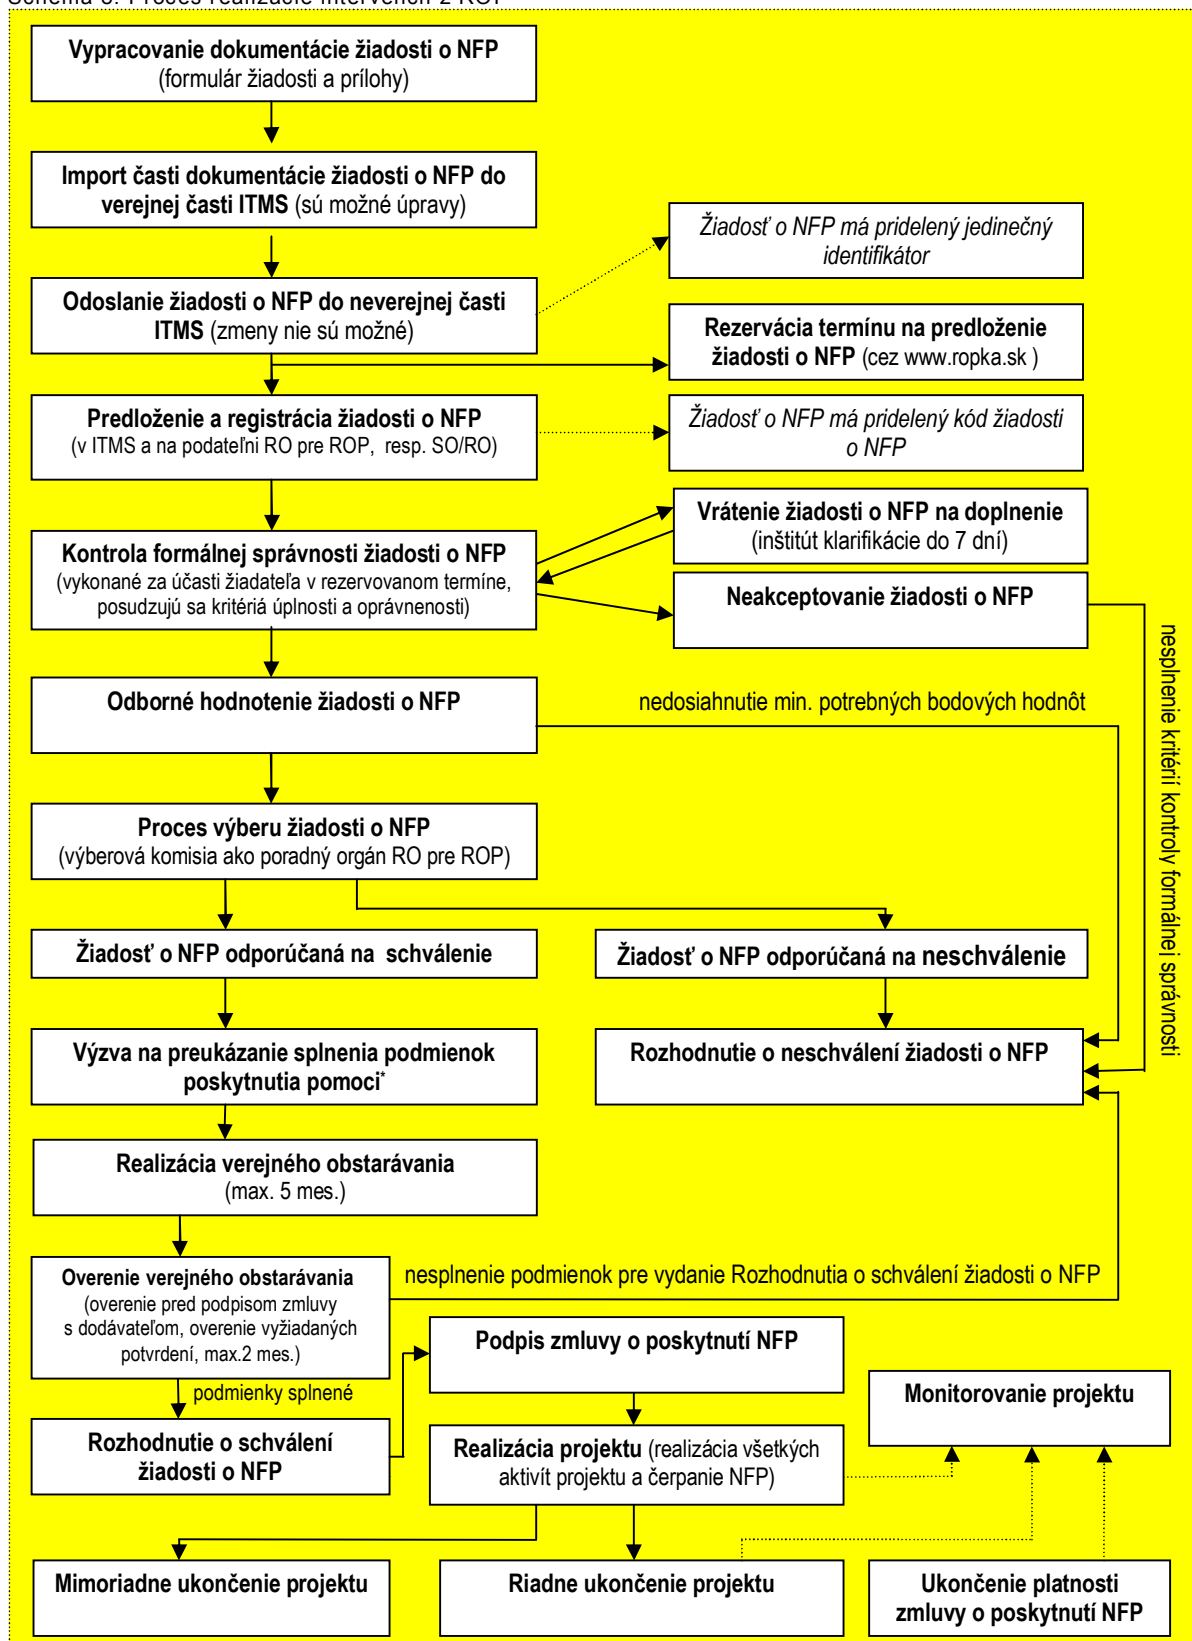 Schéma 3: Proces realizácie intervencií z ROP
Vypracovanie dokumentácie žiadosti o NFP
(formulár žiadosti a prílohy)
Import časti dokumentácie žiadosti o NFP do
verejnej časti ITMS (sú možné úpravy)
Žiadosť o NFP má pridelený jedinečný
identifikátor
Odoslanie žiadosti o NFP do neverejnej časti
ITMS (zmeny nie sú možné)
Rezervácia termínu na predloženie
žiadosti o NFP (cez www.ropka.sk )
Predloženie a registrácia žiadosti o NFP
(v ITMS a na podateľni RO pre ROP, resp. SO/RO)
Žiadosť o NFP má pridelený kód žiadosti
o NFP
Vrátenie žiadosti o NFP na doplnenie
(inštitút klarifikácie do 7 dní)
Kontrola formálnej správnosti žiadosti o NFP
(vykonané za účasti žiadateľa v rezervovanom termíne,
posudzujú sa kritériá úplnosti a oprávnenosti)
Neakceptovanie žiadosti o NFP
nesplnenie kritérií kontroly formálnej správnosti
Odborné hodnotenie žiadosti o NFP
nedosiahnutie min. potrebných bodových hodnôt
Proces výberu žiadosti o NFP
(výberová komisia ako poradný orgán RO pre ROP)
Žiadosť o NFP odporúčaná na schválenie
Žiadosť o NFP odporúčaná na neschválenie
Výzva na preukázanie splnenia podmienok
poskytnutia pomoci*
Rozhodnutie o neschválení žiadosti o NFP
Realizácia verejného obstarávania
(max. 5 mes.)
Overenie verejného obstarávania
(overenie pred podpisom zmluvy
s dodávateľom, overenie vyžiadaných
potvrdení, max.2 mes.)
nesplnenie podmienok pre vydanie Rozhodnutia o schválení žiadosti o NFP
Podpis zmluvy o poskytnutí NFP
podmienky splnené
Monitorovanie projektu
Rozhodnutie o schválení
žiadosti o NFP
Realizácia projektu (realizácia všetkých
aktivít projektu a čerpanie NFP)
Mimoriadne ukončenie projektu
Riadne ukončenie projektu
Ukončenie platnosti
zmluvy o poskytnutí NFP